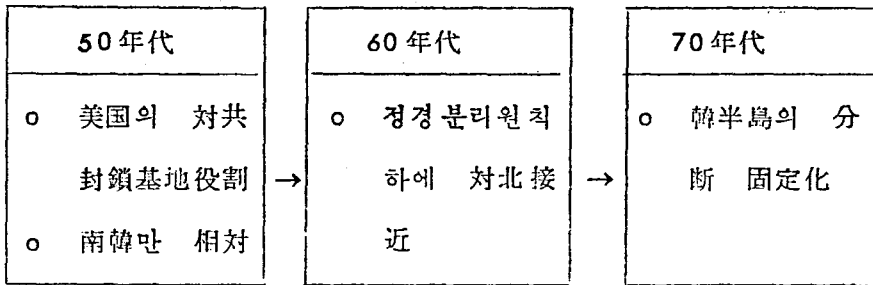 50年代
o 美国의 対共
封鎖基地役割
o 南韓만 相対
→
60年代
o 정경분리원칙
하에 対北接
近
→
70年代
o 韓半島의 分
断 固定化